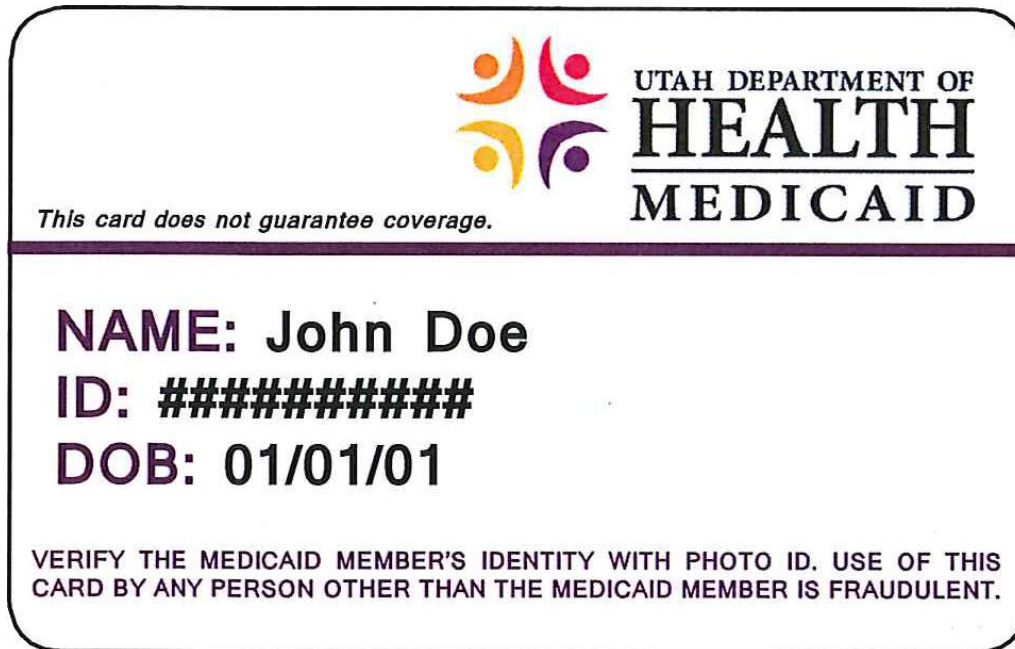 UTAH DEPARTMENT OF
HEALTH
MEDICAID
This card does not guarantee coverage.
NAME: John Doe
ID: ##########
DOB: 01/01/01
VERIFY THE MEDICAID MEMBER'S IDENTITY WITH PHOTO ID. USE OF THIS
CARD BY ANY PERSON OTHER THAN THE MEDICAID MEMBER IS FRAUDULENT.